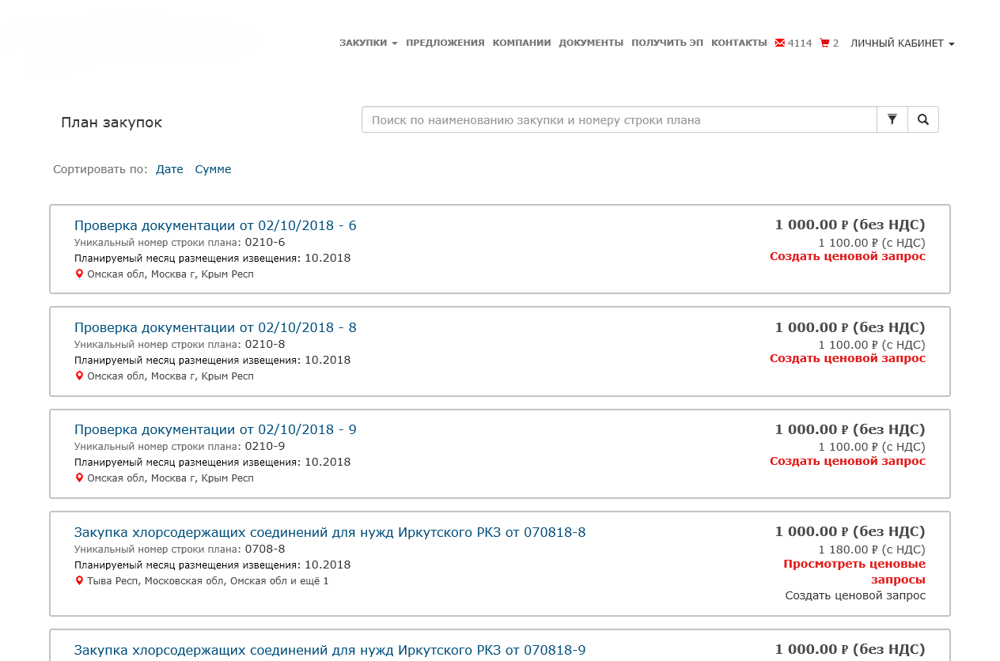 ЗАКУПКИ ПРЕДЛОЖЕНИЯ КОМПАНИИ ДОКУМЕНТЫ ПОЛУЧИТЬ ЭП КОНТАКТЫ 4114 2 ЛИЧНЫЙ КАБИНЕТ
План закупок
Поиск по наименованию закупки и номеру строки плана
Сортировать по: Дате Сумме
Проверка документации от 02/10/2018 - 6
Уникальный номер строки плана: 0210-6
Планируемый месяц размещения извещения: 10.2018
Омская обл, Москва г, Крым Респ
1 000.00 ₽ (без НДС)
1 100.00 ₽ (с НДС)
Создать ценовой запрос
Проверка документации от 02/10/2018 - 8
Уникальный номер строки плана: 0210-8
Планируемый месяц размещения извещения: 10.2018
Омская обл, Москва г, Крым Респ
1 000.00 ₽ (без НДС)
1 100.00 ₽ (с НДС)
Создать ценовой запрос
Проверка документации от 02/10/2018 - 9
Уникальный номер строки плана: 0210-9
Планируемый месяц размещения извещения: 10.2018
Омская обл, Москва г, Крым Респ
1 000.00 ₽ (без НДС)
1 100.00 ₽ (с НДС)
Создать ценовой запрос
Закупка хлорсодержащих соединений для нужд Иркутского РКЗ от 070818-8
Уникальный номер строки плана: 0708-8
Планируемый месяц размещения извещения: 10.2018
Тыва Респ, Московская обл, Омская обл и ещё 1
1 000.00 ₽ (без НДС)
1 180.00 ₽ (с НДС)
Просмотреть ценовые
запросы
Создать ценовой запрос
Закупка хлорсодержащих соединений для нужд Иркутского РКЗ от 070818-9
1 000.00 ₽ (без НДС)